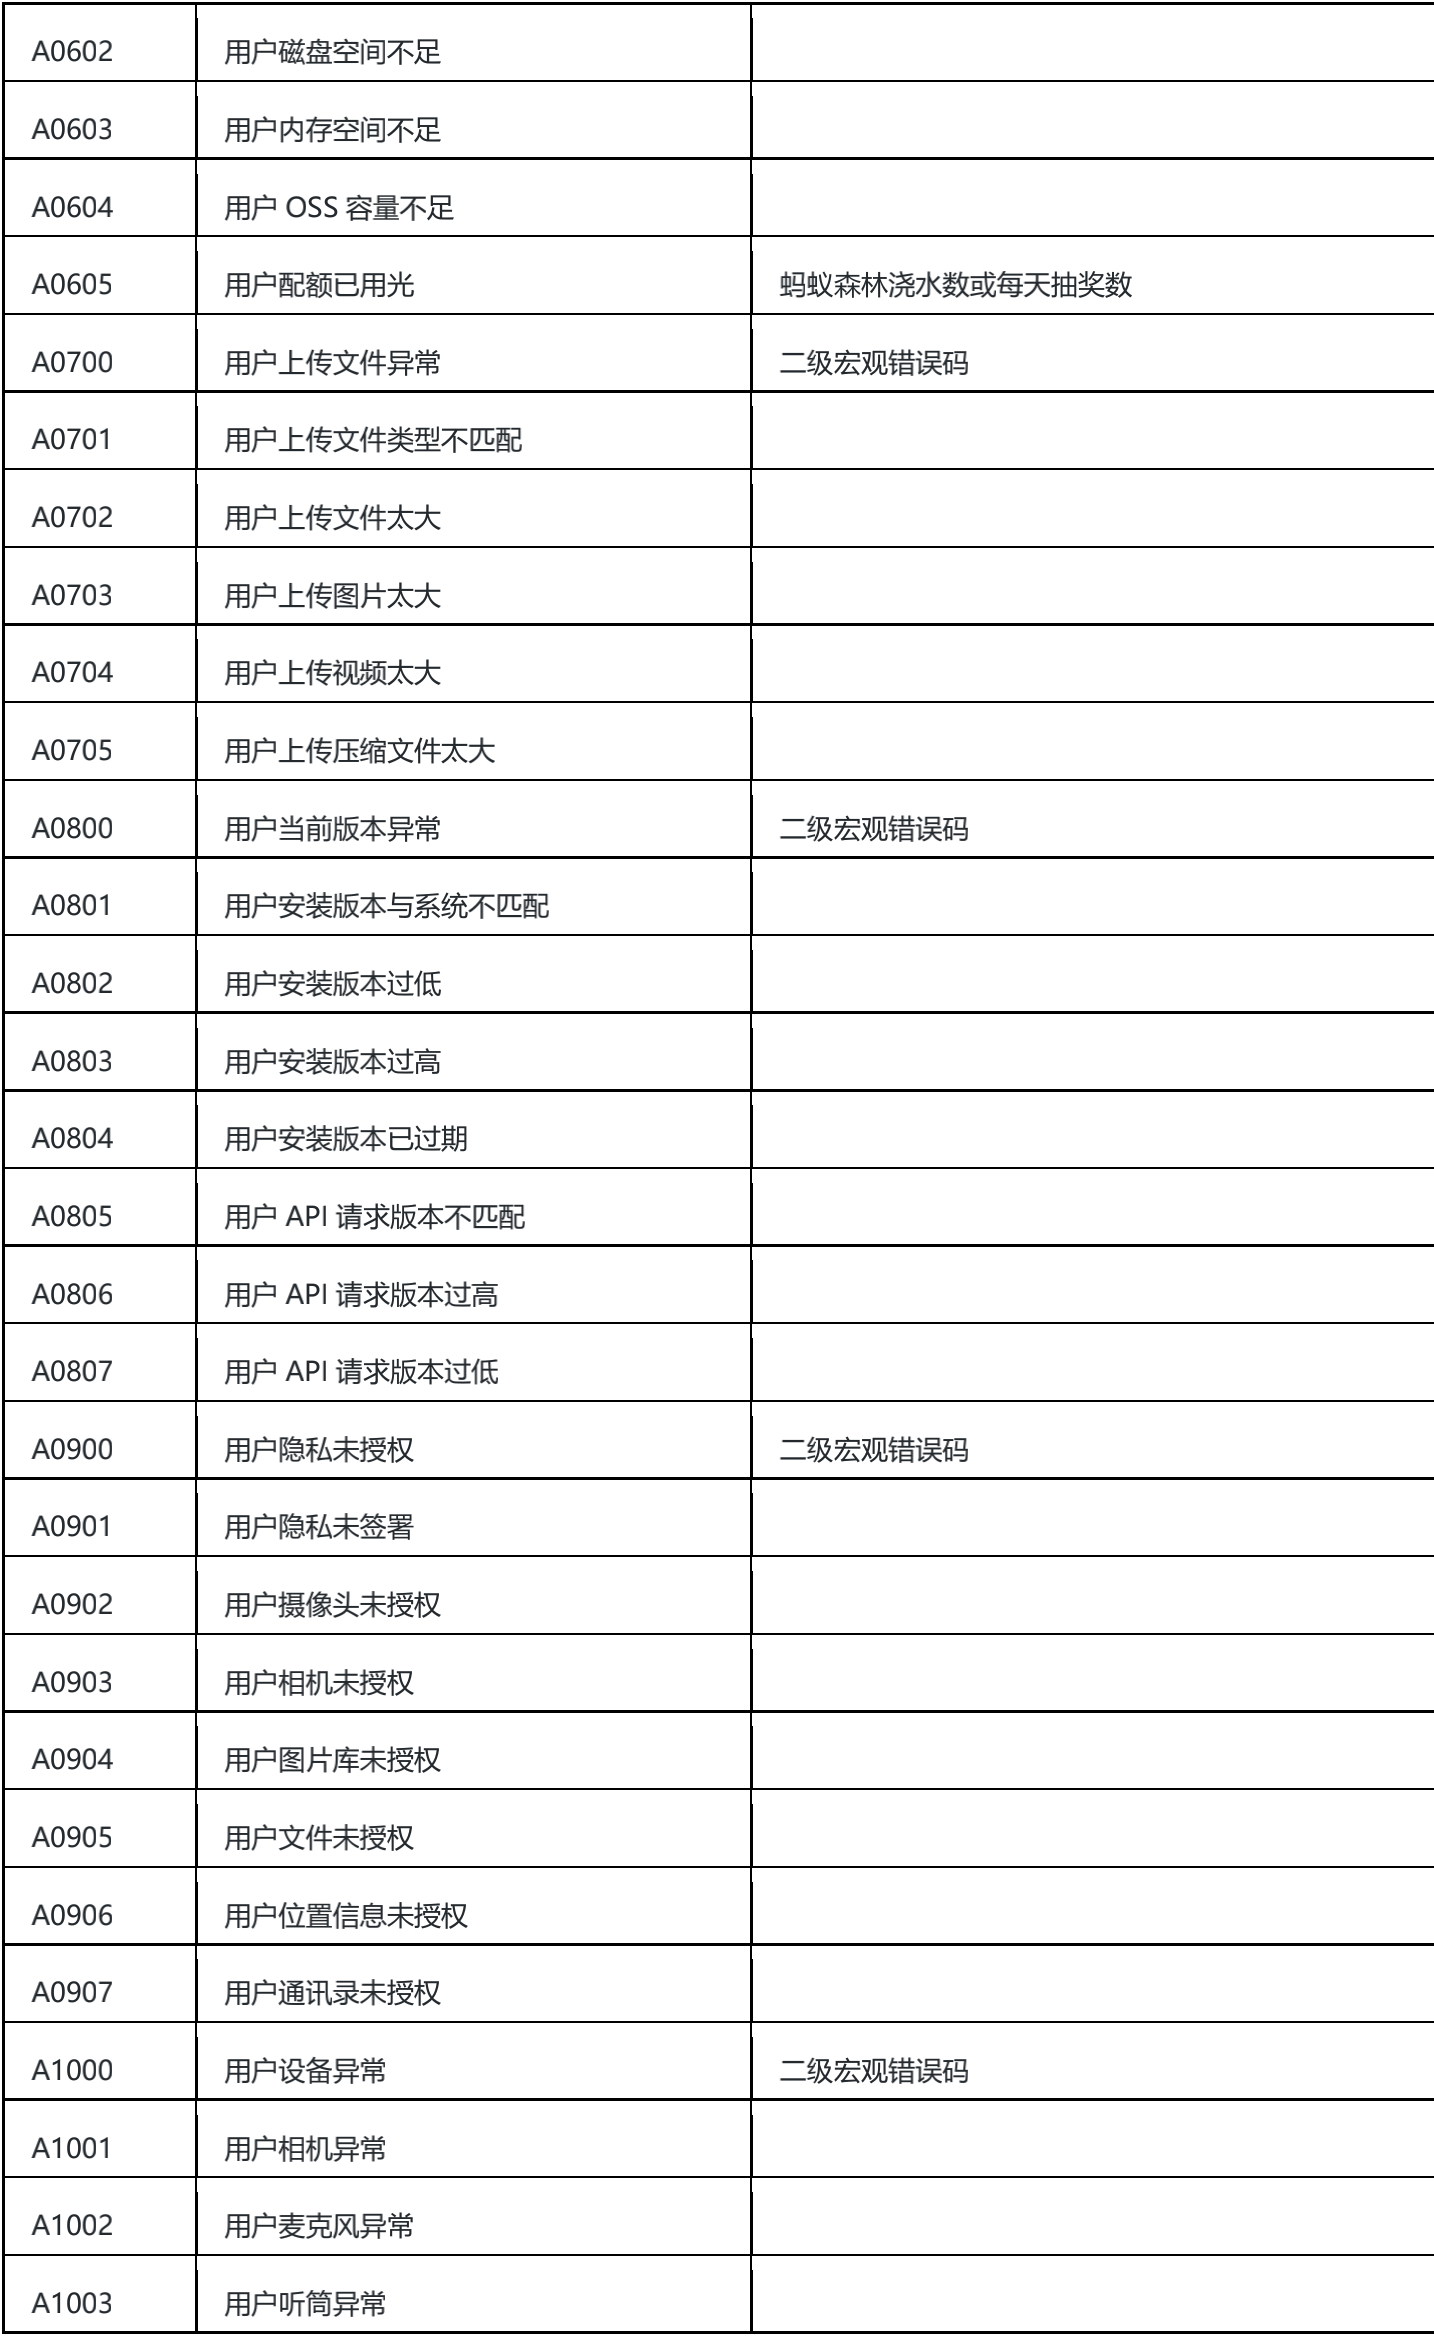 A0602 用户磁盘空间不足
A0603 用户内存空间不足
A0604 用户 OSS 容量不足
A0605 用户配额已用光 蚂蚁森林浇水数或每天抽奖数
A0700 用户上传文件异常 二级宏观错误码
A0701 用户上传文件类型不匹配
A0702 用户上传文件太大
A0703 用户上传图片太大
A0704 用户上传视频太大
A0705 用户上传压缩文件太大
A0800 用户当前版本异常 二级宏观错误码
A0801 用户安装版本与系统不匹配
A0802 用户安装版本过低
A0803 用户安装版本过高
A0804 用户安装版本已过期
A0805 用户 API 请求版本不匹配
A0806 用户 API 请求版本过高
A0807 用户 API 请求版本过低
A0900 用户隐私未授权 二级宏观错误码
A0901 用户隐私未签署
A0902 用户摄像头未授权
A0903 用户相机未授权
A0904 用户图片库未授权
A0905 用户文件未授权
A0906 用户位置信息未授权
A0907 用户通讯录未授权
A1000 用户设备异常 二级宏观错误码
A1001 用户相机异常
A1002 用户麦克风异常
A1003 用户听筒异常